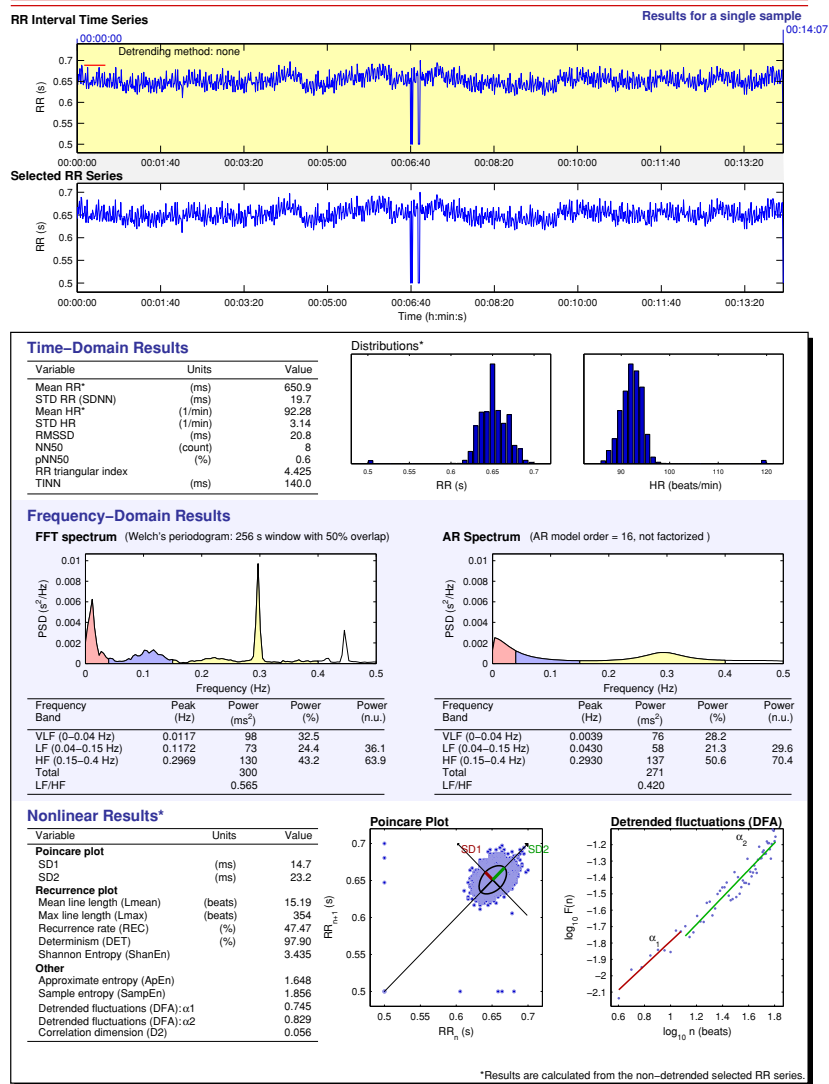 RR Interval Time Series
Results for a single sample
00:00:00
00:14:07
Detrending method: none
0.7
0.65
0.6
0.55
0.5
RR (s)
00:00:00 00:01:40 00:03:20 00:05:00 00:06:40 00:08:20 00:10:00 00:11:40 00:13:20
Selected RR Series
0.7
0.65
0.6
0.55
0.5
RR (s)
00:00:00 00:01:40 00:03:20 00:05:00 00:06:40 00:08:20 00:10:00 00:11:40 00:13:20
Time (h:min:s)
Time−Domain Results
Variable Units Value
Mean RR* (ms) 650.9
STD RR (SDNN) (ms) 19.7
Mean HR* (1/min) 92.28
STD HR (1/min) 3.14
RMSSD (ms) 20.8
NN50 (count) 8
pNN50 (%) 0.6
RR triangular index 4.425
TINN (ms) 140.0
Distributions*
0.5 0.55 0.6 0.65 0.7
RR (s)
90 100 110 120
HR (beats/min)
Frequency−Domain Results
FFT spectrum (Welch's periodogram: 256 s window with 50% overlap)
0.01
0.008
0.006
0.004
0.002
0
PSD (s²/Hz)
0 0.1 0.2 0.3 0.4 0.5
Frequency (Hz)
Frequency Peak Power Power Power
Band (Hz) (ms²) (%) (n.u.)
VLF (0−0.04 Hz) 0.0117 98 32.5
LF (0.04−0.15 Hz) 0.1172 73 24.4 36.1
HF (0.15−0.4 Hz) 0.2969 130 43.2 63.9
Total 300
LF/HF 0.565
AR Spectrum (AR model order = 16, not factorized )
0.01
0.008
0.006
0.004
0.002
0
PSD (s²/Hz)
0 0.1 0.2 0.3 0.4 0.5
Frequency (Hz)
Frequency Peak Power Power Power
Band (Hz) (ms²) (%) (n.u.)
VLF (0−0.04 Hz) 0.0039 76 28.2
LF (0.04−0.15 Hz) 0.0430 58 21.3 29.6
HF (0.15−0.4 Hz) 0.2930 137 50.6 70.4
Total 271
LF/HF 0.420
Nonlinear Results*
Variable Units Value
Poincare plot
SD1 (ms) 14.7
SD2 (ms) 23.2
Recurrence plot
Mean line length (Lmean) (beats) 15.19
Max line length (Lmax) (beats) 354
Recurrence rate (REC) (%) 47.47
Determinism (DET) (%) 97.90
Shannon Entropy (ShanEn) 3.435
Other
Approximate entropy (ApEn) 1.648
Sample entropy (SampEn) 1.856
Detrended fluctuations (DFA):α1 0.745
Detrended fluctuations (DFA):α2 0.829
Correlation dimension (D2) 0.056
Poincare Plot
SD1
SD2
0.7
0.65
0.6
0.55
0.5
RRn+1 (s)
0.5 0.55 0.6 0.65 0.7
RRn (s)
Detrended fluctuations (DFA)
α2
α1
−1.2
−1.3
−1.4
−1.5
−1.6
−1.7
−1.8
−1.9
−2
−2.1
log10 F(n)
0.6 0.8 1 1.2 1.4 1.6 1.8
log10 n (beats)
*Results are calculated from the non−detrended selected RR series.